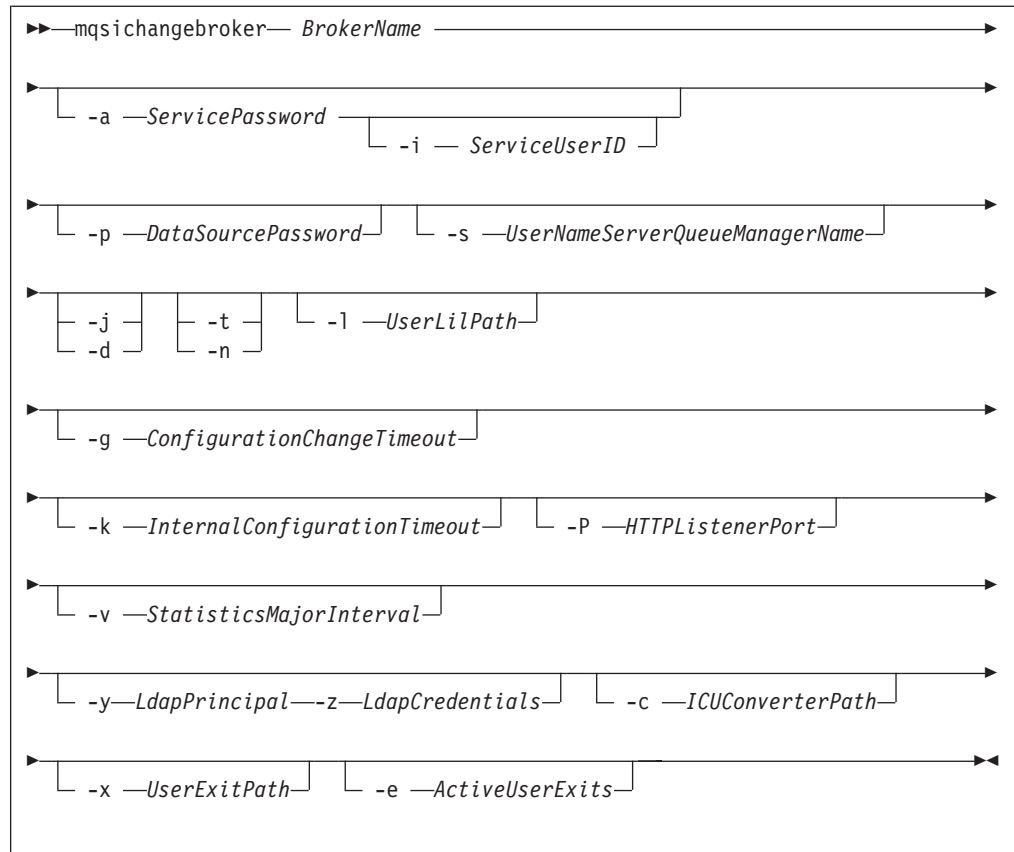 mqsichangebroker BrokerName
-a ServicePassword
-i ServiceUserID
-p DataSourcePassword -s UserNameServerQueueManagerName
-j -t -l UserLilPath
-d -n
-g ConfigurationChangeTimeout
-k InternalConfigurationTimeout -P HTTPListenerPort
-v StatisticsMajorInterval
-y LdapPrincipal -z LdapCredentials -c ICUConverterPath
-x UserExitPath -e ActiveUserExits